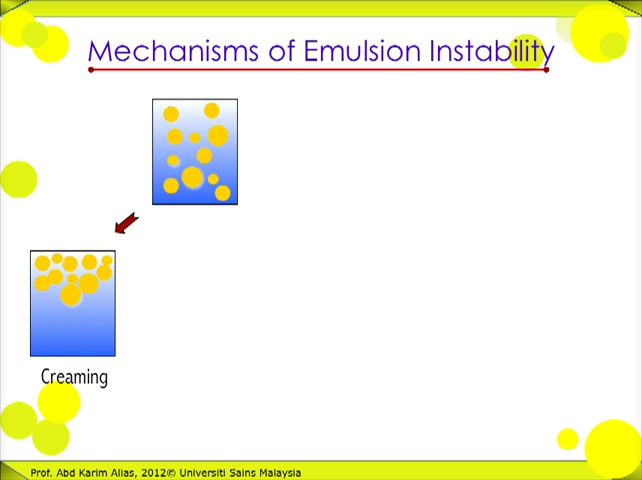 Mechanisms of Emulsion Instability
Creaming
Prof. Abd Karim Alias, 2012© Universiti Sains Malaysia